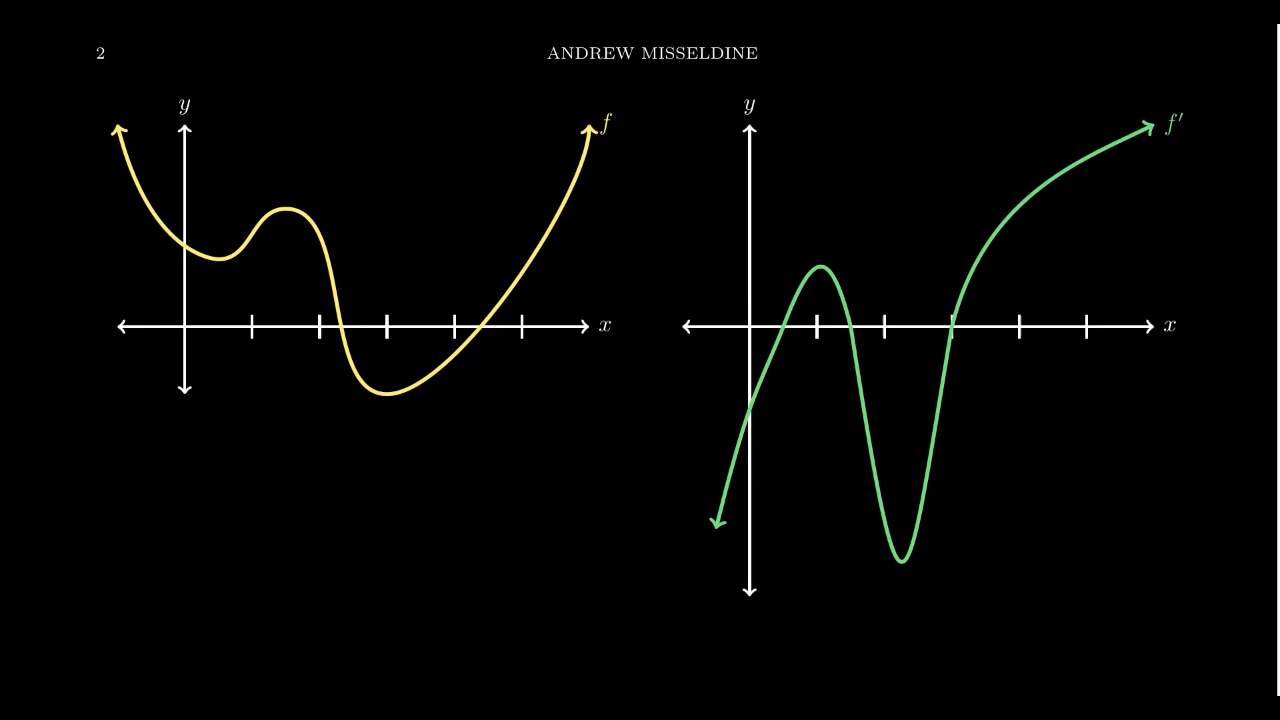 2 ANDREW MISSELDINE
y y
f f′
x x